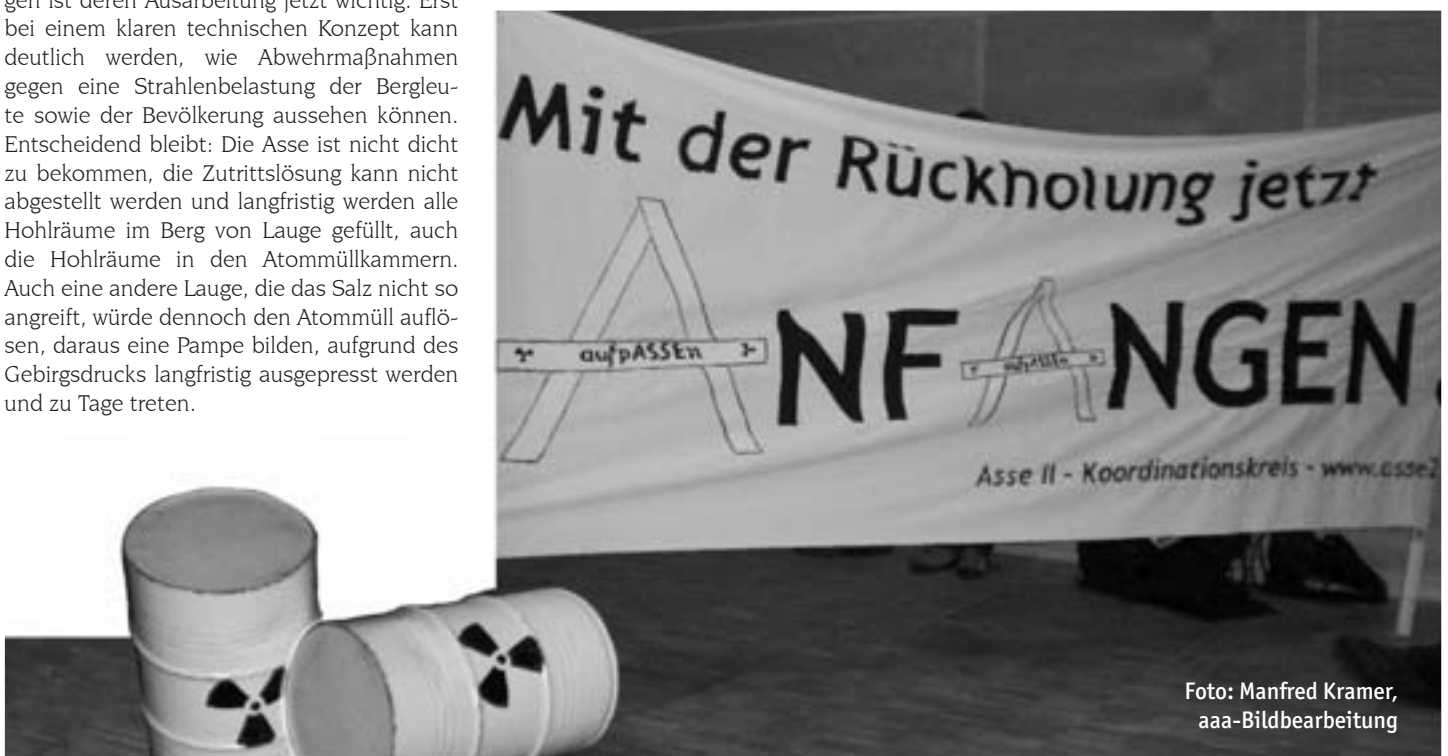 gen ist deren Ausarbeitung jetzt wichtig. Erst
bei einem klaren technischen Konzept kann
deutlich werden, wie Abwehrmaßnahmen
gegen eine Strahlenbelastung der Bergleu-
te sowie der Bevölkerung aussehen können.
Entscheidend bleibt: Die Asse ist nicht dicht
zu bekommen, die Zutrittslösung kann nicht
abgestellt werden und langfristig werden alle
Hohlräume im Berg von Lauge gefüllt, auch
die Hohlräume in den Atommüllkammern.
Auch eine andere Lauge, die das Salz nicht so
angreift, würde dennoch den Atommüll auflö-
sen, daraus eine Pampe bilden, aufgrund des
Gebirgsdrucks langfristig ausgepresst werden
und zu Tage treten.
Mit der Rückholung jetzt
ANFANGEN.
aufpASSEn
aufpASSEn
Asse II - Koordinationskreis - www.asse2
Foto: Manfred Kramer,
aaa-Bildbearbeitung